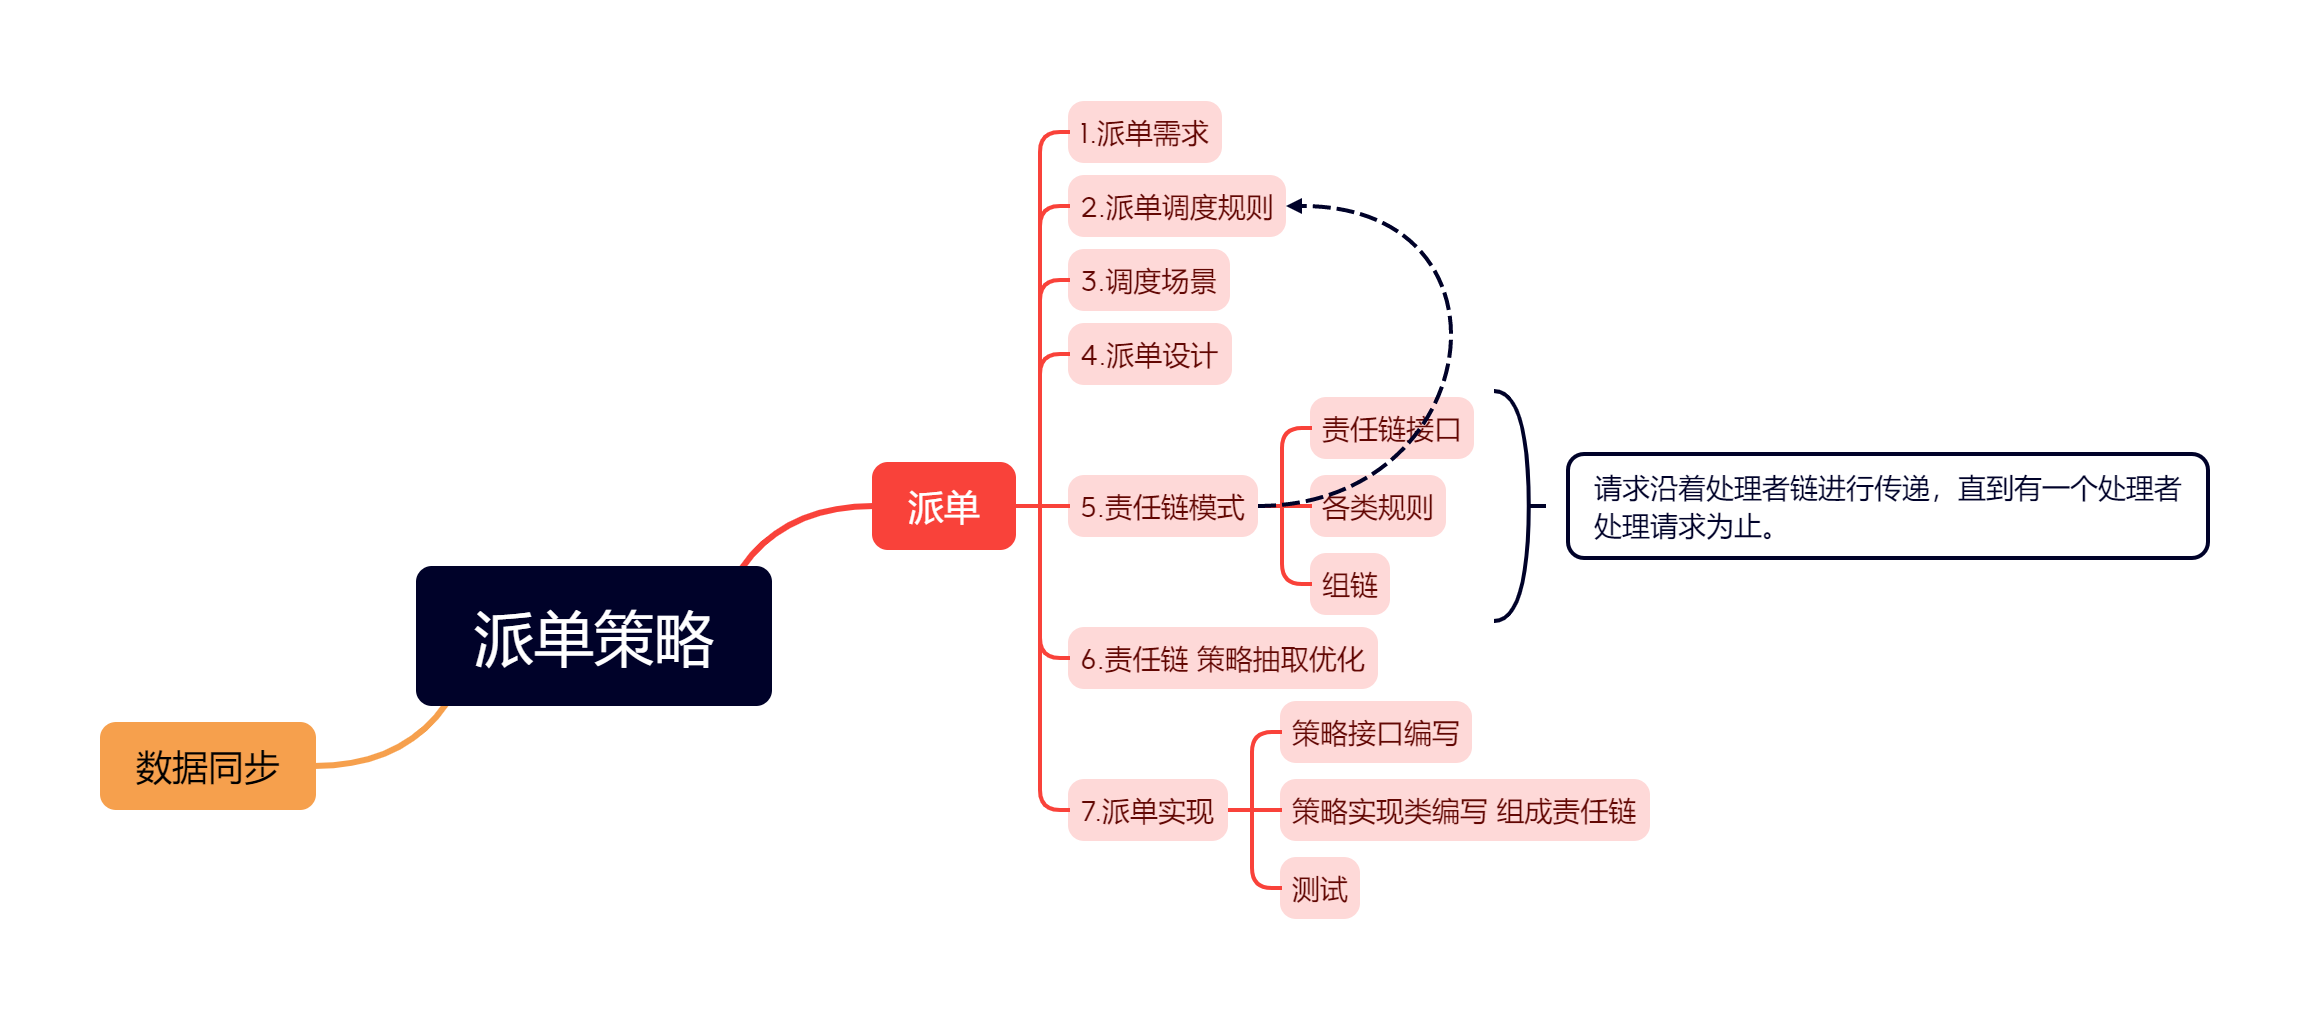 1.派单需求
2.派单调度规则
3.调度场景
4.派单设计
责任链接口
派单
5.责任链模式
各类规则
请求沿着处理者链进行传递，直到有一个处理者
处理请求为止。
组链
派单策略
6.责任链 策略抽取优化
策略接口编写
数据同步
7.派单实现
策略实现类编写 组成责任链
测试